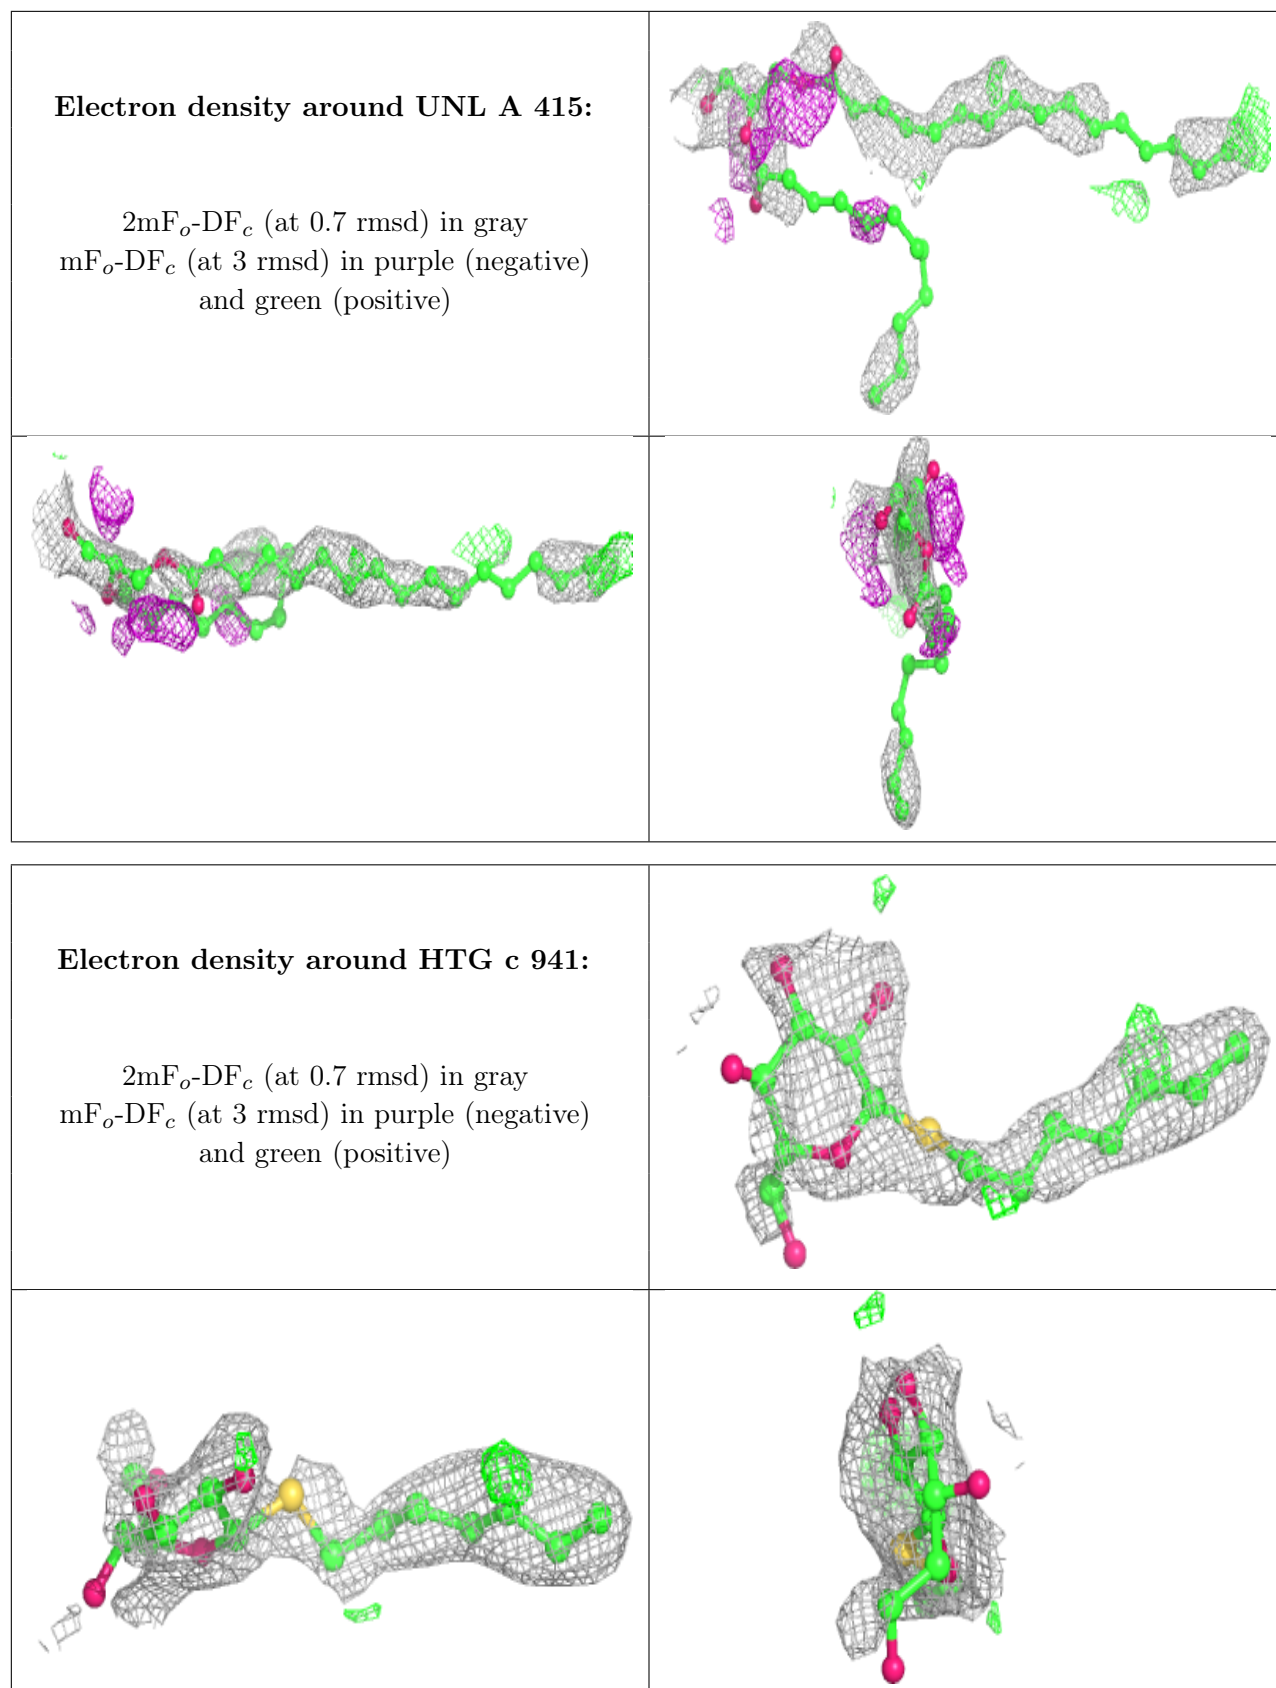 Electron density around UNL A 415:
2mFo-DFc (at 0.7 rmsd) in gray
mFo-DFc (at 3 rmsd) in purple (negative)
and green (positive)
Electron density around HTG c 941:
2mFo-DFc (at 0.7 rmsd) in gray
mFo-DFc (at 3 rmsd) in purple (negative)
and green (positive)